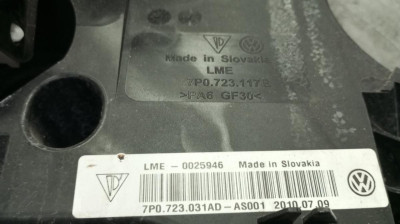 Made in Slovakia
LME
7P0.723.117B
>PA6 GF30<
LME - 0025946 Made in Slovakia
7P0.723.031AD-AS001 2010.07.09